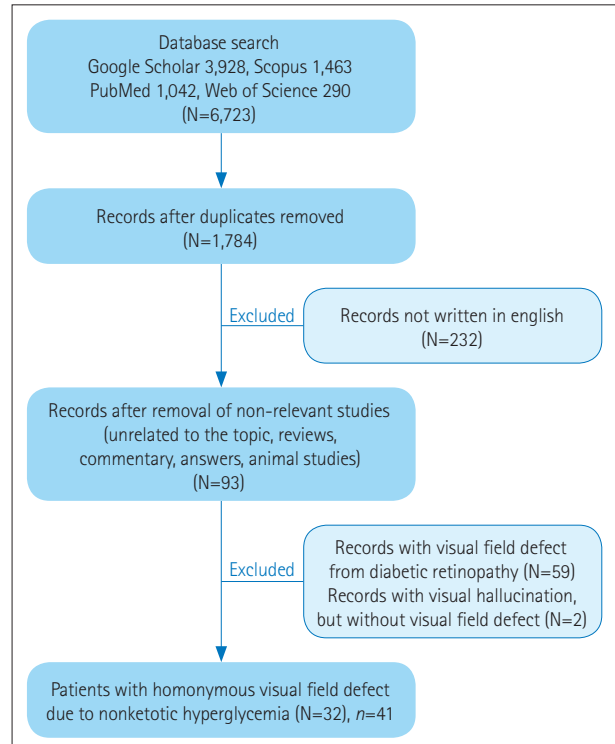 Database search
Google Scholar 3,928, Scopus 1,463
PubMed 1,042, Web of Science 290
(N=6,723)
Records after duplicates removed
(N=1,784)
Excluded
Records not written in english
(N=232)
Records after removal of non-relevant studies
(unrelated to the topic, reviews,
commentary, answers, animal studies)
(N=93)
Excluded
Records with visual field defect
from diabetic retinopathy (N=59)
Records with visual hallucination,
but without visual field defect (N=2)
Patients with homonymous visual field defect
due to nonketotic hyperglycemia (N=32), n=41